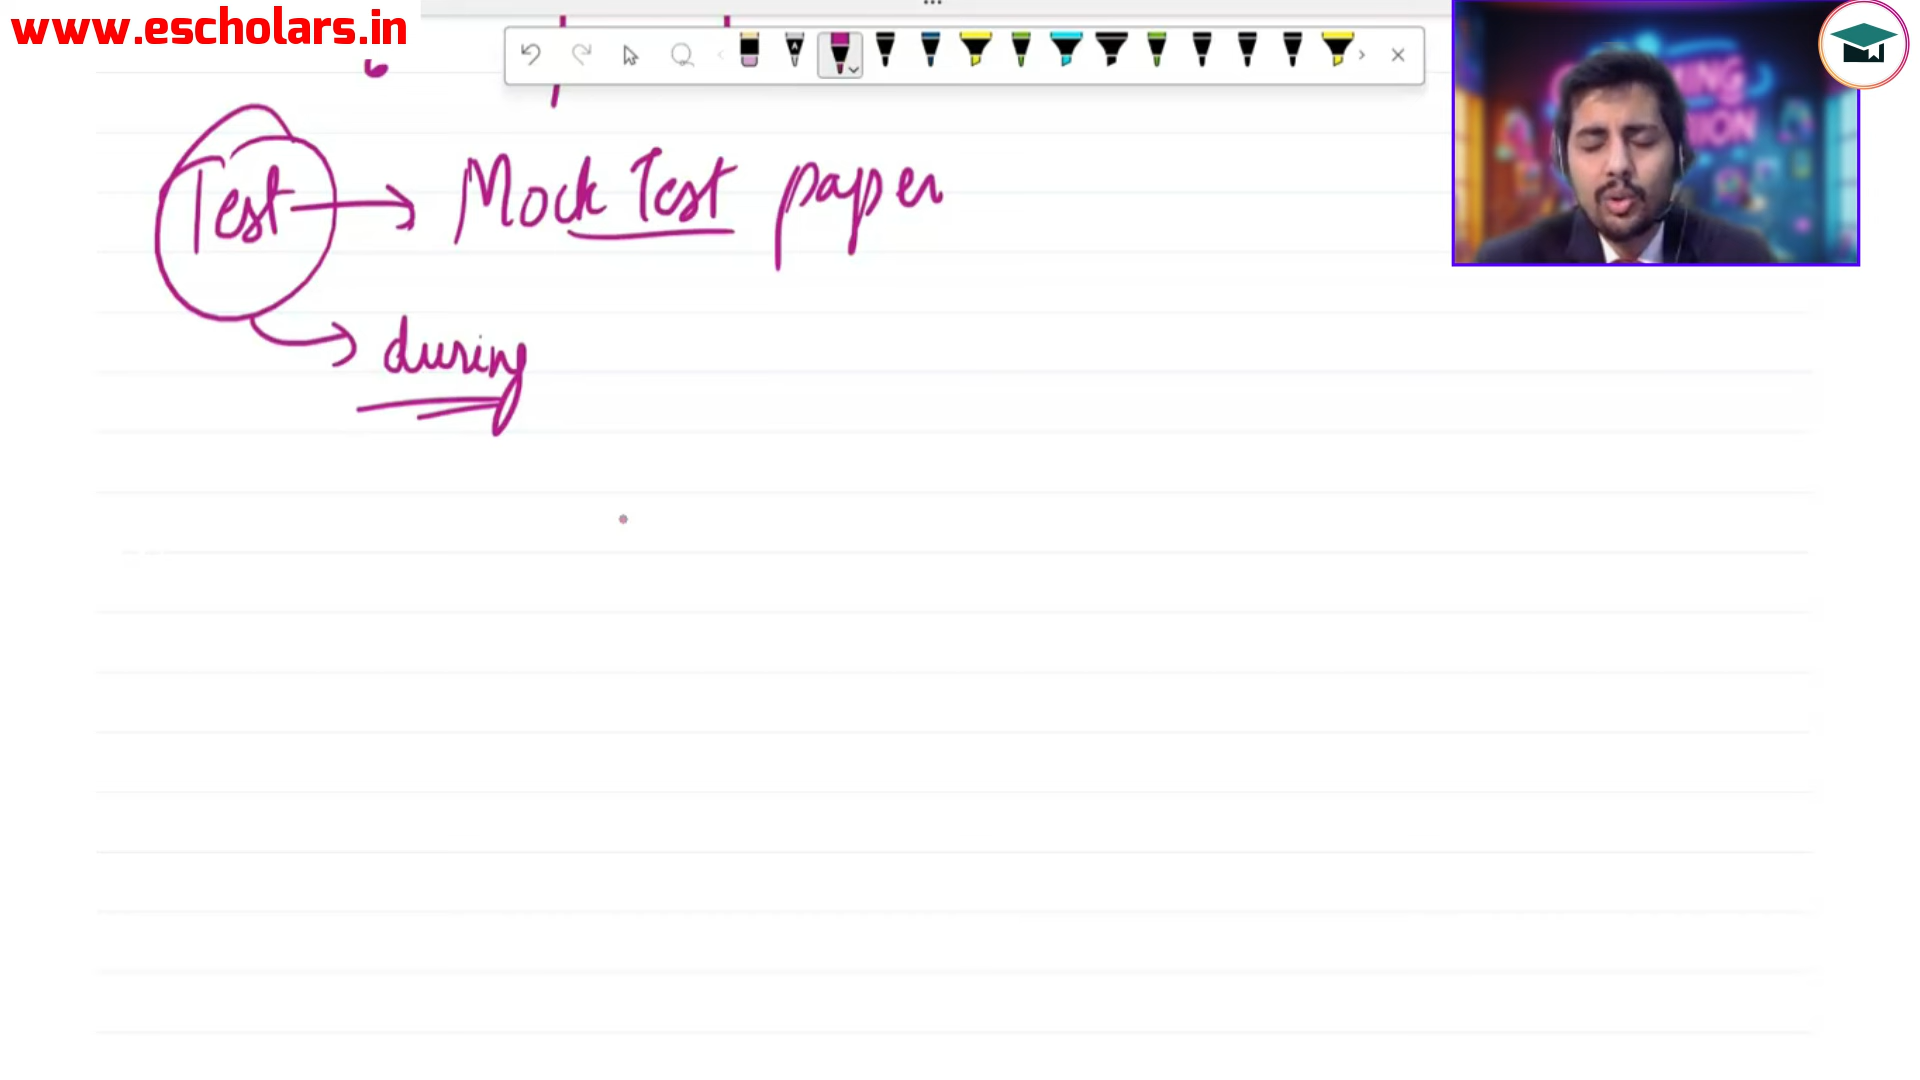 www.escholars.in
Test → Mock Test paper
→ during